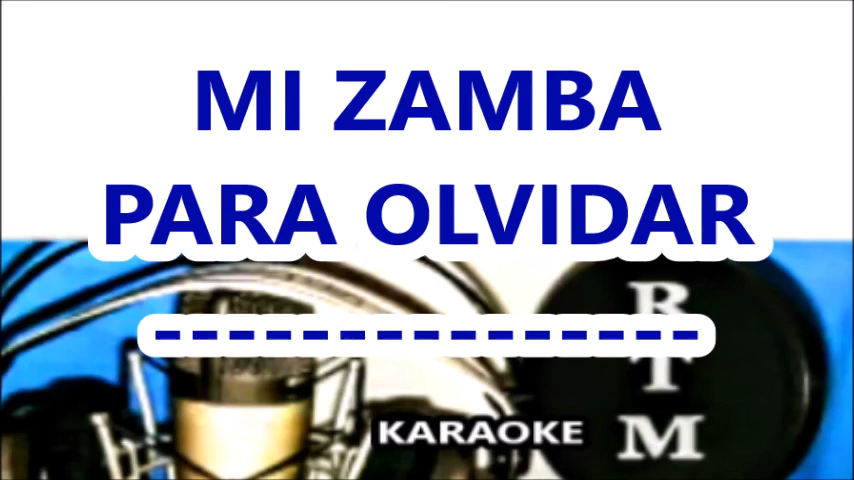 MI ZAMBA
PARA OLVIDAR
---------------
R
T
M
KARAOKE